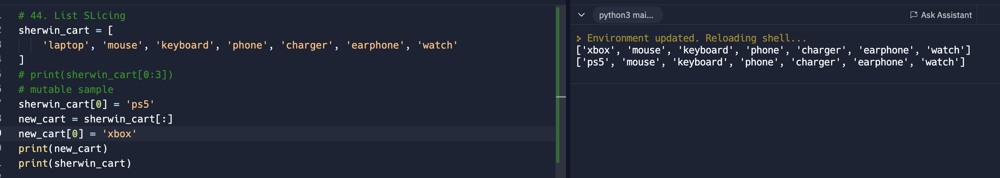 # 44. List SLicing
sherwin_cart = [
'laptop', 'mouse', 'keyboard', 'phone', 'charger', 'earphone', 'watch'
]
# print(sherwin_cart[0:3])
# mutable sample
sherwin_cart[0] = 'ps5'
new_cart = sherwin_cart[:]
new_cart[0] = 'xbox'
print(new_cart)
print(sherwin_cart)
python3 mai...
Ask Assistant
Environment updated. Reloading shell...
['xbox', 'mouse', 'keyboard', 'phone', 'charger', 'earphone', 'watch']
['ps5', 'mouse', 'keyboard', 'phone', 'charger', 'earphone', 'watch']